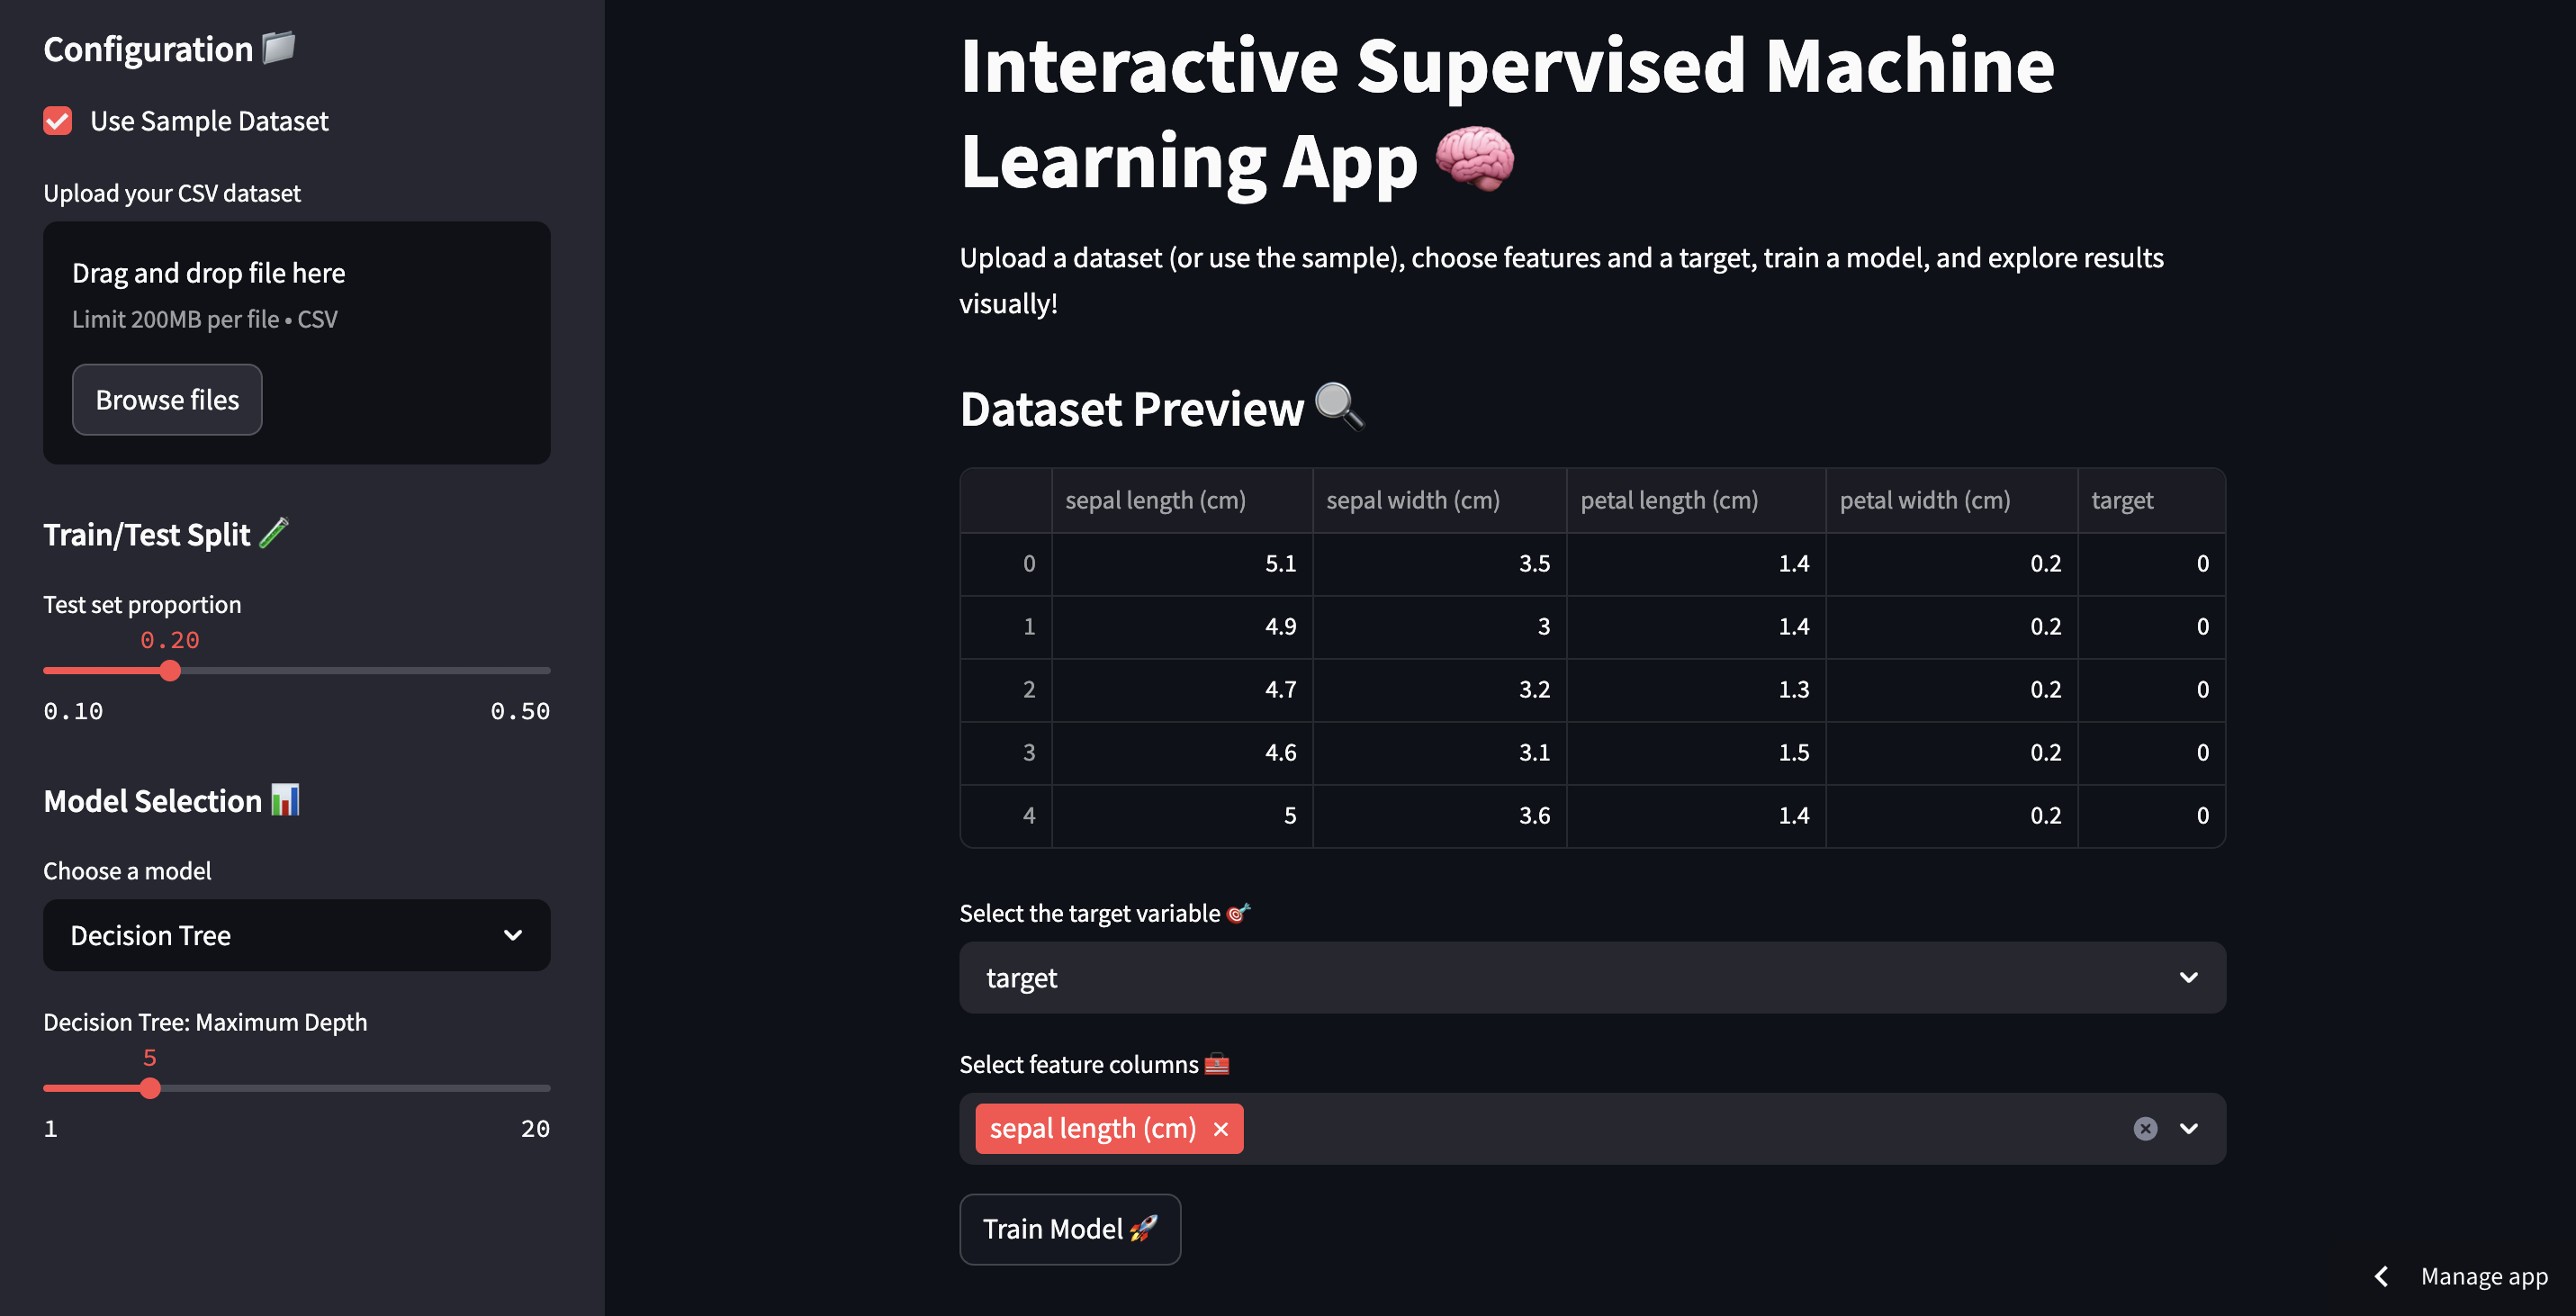 Configuration 📁
Use Sample Dataset
Upload your CSV dataset
Drag and drop file here
Limit 200MB per file • CSV
Browse files
Train/Test Split 🧪
Test set proportion
0.20
0.10 0.50
Model Selection 📊
Choose a model
Decision Tree
Decision Tree: Maximum Depth
5
1 20
Interactive Supervised Machine
Learning App 🧠
Upload a dataset (or use the sample), choose features and a target, train a model, and explore results
visually!
Dataset Preview 🔍
sepal length (cm) sepal width (cm) petal length (cm) petal width (cm) target
0 5.1 3.5 1.4 0.2 0
1 4.9 3 1.4 0.2 0
2 4.7 3.2 1.3 0.2 0
3 4.6 3.1 1.5 0.2 0
4 5 3.6 1.4 0.2 0
Select the target variable 🎯
target
Select feature columns 🧰
sepal length (cm) ×
Train Model 🚀
Manage app